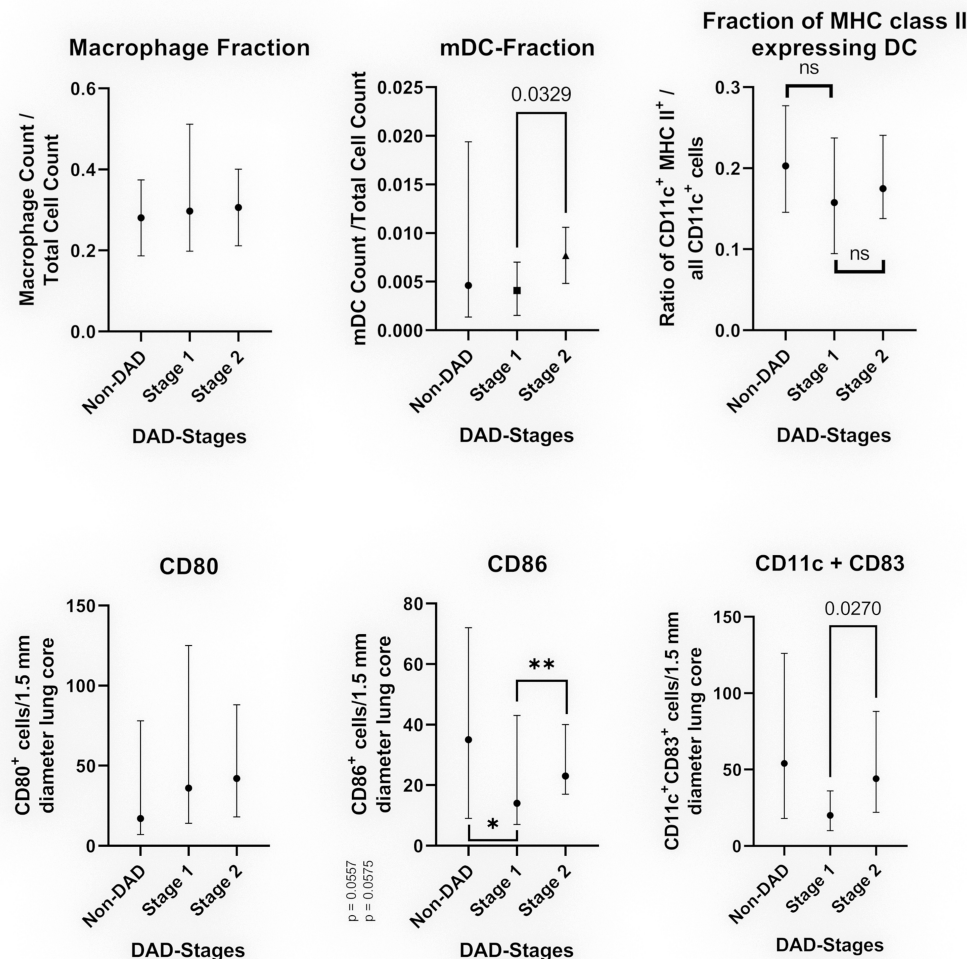 Macrophage Fraction
Macrophage Count /
Total Cell Count
0.6
0.4
0.2
0.0
Non-DAD
Stage 1
Stage 2
DAD-Stages
mDC-Fraction
mDC Count /Total Cell Count
0.025
0.020
0.015
0.010
0.005
0.000
0.0329
Non-DAD
Stage 1
Stage 2
DAD-Stages
Fraction of MHC class II
expressing DC
Ratio of CD11c⁺ MHC II⁺ /
all CD11c⁺ cells
0.3
0.2
0.1
0.0
ns
ns
Non-DAD
Stage 1
Stage 2
DAD-Stages
CD80
CD80⁺ cells/1.5 mm
diameter lung core
150
100
50
0
Non-DAD
Stage 1
Stage 2
DAD-Stages
CD86
CD86⁺ cells/1.5 mm
diameter lung core
80
60
40
20
0
**
*
p = 0.0557
p = 0.0575
Non-DAD
Stage 1
Stage 2
DAD-Stages
CD11c + CD83
CD11c⁺CD83⁺ cells/1.5 mm
diameter lung core
150
100
50
0
0.0270
Non-DAD
Stage 1
Stage 2
DAD-Stages